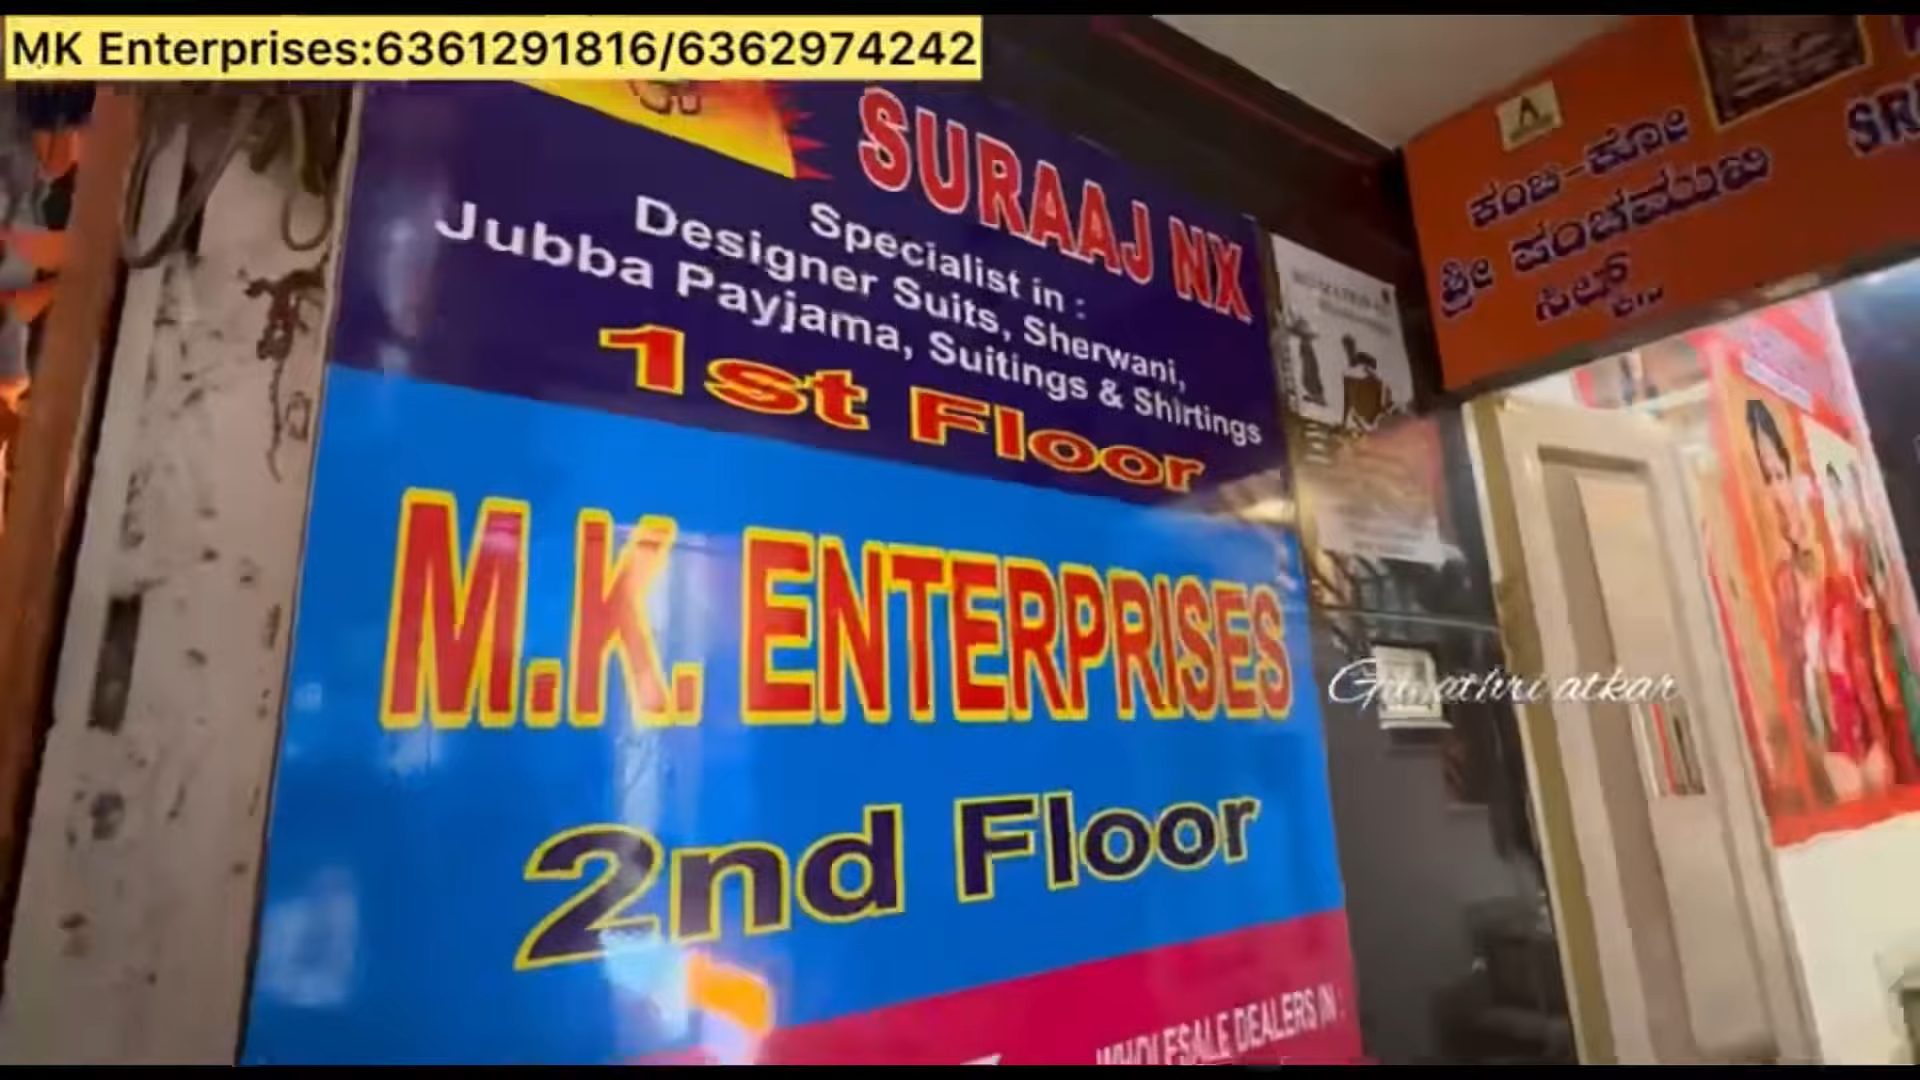 MK Enterprises:6361291816/6362974242
SURAAJ NX
Specialist in :
Designer Suits, Sherwani,
Jubba Payjama, Suitings & Shirtings
1st Floor
M.K. ENTERPRISES
2nd Floor
WHOLESALE DEALERS IN :
ಕಂಚಿ-ಕೋ
ಶ್ರೀ ಪಂಚಮುಖಿ
ಸಿಲ್ಕ್ಸ್...
atkar